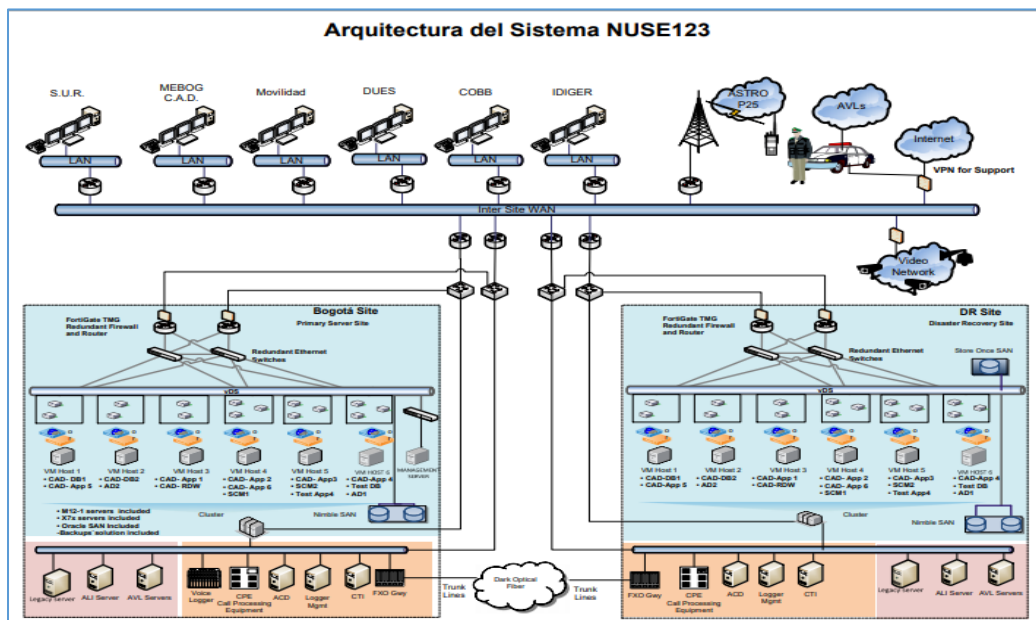 Arquitectura del Sistema NUSE123
S.U.R.
MEBOG
C.A.D.
Movilidad
DUES
COBB
IDIGER
ASTRO
P25
AVLs
Internet
VPN for Support
LAN
LAN
LAN
LAN
LAN
LAN
Inter Site WAN
Video
Network
Bogotá Site
Primary Server Site
FortiGate TMG
Redundant Firewall
and Router
Redundant Ethernet
Switches
vDS
VM Host 1
• CAD- DB1
• CAD- App 5
VM Host 2
• CAD-DB2
• AD2
VM Host 3
• CAD- App 1
• CAD- RDW
VM Host 4
• CAD- App 2
• CAD- App 6
• SCM1
VM Host 5
• CAD- App3
• SCM2
• Test App4
VM HOST 6
• CAD-App 4
• Test DB
• AD1
MANAGEMENT
SERVER
• M12-1 servers included
• X7s servers included
• Oracle SAN Included
-Backups solution included
Cluster
Nimble SAN
Legacy Server
ALI Server
AVL Servers
Voice
Logger
CPE
Call Processing
Equipment
ACD
Logger
Mgmt
CTI
FXO Gwy
Trunk
Lines
Dark Optical
Fiber
Trunk
Lines
DR Site
Disaster Recovery Site
FortiGate TMG
Redundant Firewall
and Router
Redundant Ethernet
Switches
Store Once SAN
vDS
VM Host 1
• CAD-DB1
• CAD- App 5
VM Host 2
• CAD-DB2
• AD2
VM Host 3
• CAD-App 1
• CAD-RDW
VM Host 4
• CAD- App 2
• CAD- App 6
• SCM1
VM Host 5
• CAD- App3
• SCM2
• Test App4
VM HOST 6
• CAD-App 4
• Test DB
• AD1
Cluster
Nimble SAN
FXO Gwy
CPE
Call Processing
Equipment
ACD
Logger
Mgmt
CTI
Legacy Server
ALI Server
AVL Servers